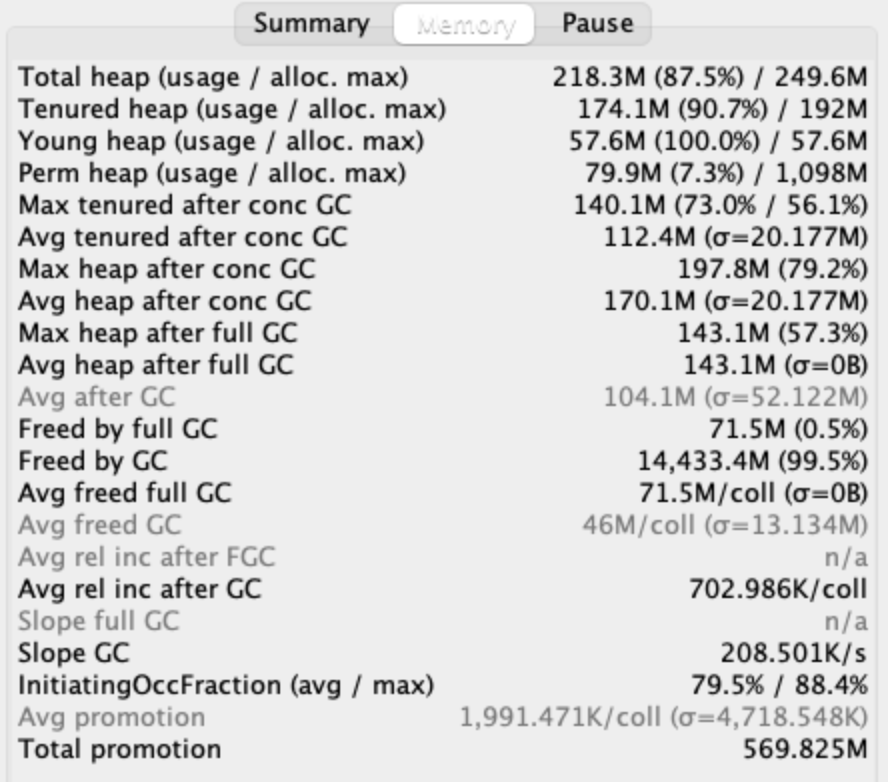 Summary Memory Pause
Total heap (usage / alloc. max) 218.3M (87.5%) / 249.6M
Tenured heap (usage / alloc. max) 174.1M (90.7%) / 192M
Young heap (usage / alloc. max) 57.6M (100.0%) / 57.6M
Perm heap (usage / alloc. max) 79.9M (7.3%) / 1,098M
Max tenured after conc GC 140.1M (73.0% / 56.1%)
Avg tenured after conc GC 112.4M (σ=20.177M)
Max heap after conc GC 197.8M (79.2%)
Avg heap after conc GC 170.1M (σ=20.177M)
Max heap after full GC 143.1M (57.3%)
Avg heap after full GC 143.1M (σ=0B)
Avg after GC 104.1M (σ=52.122M)
Freed by full GC 71.5M (0.5%)
Freed by GC 14,433.4M (99.5%)
Avg freed full GC 71.5M/coll (σ=0B)
Avg freed GC 46M/coll (σ=13.134M)
Avg rel inc after FGC n/a
Avg rel inc after GC 702.986K/coll
Slope full GC n/a
Slope GC 208.501K/s
InitiatingOccFraction (avg / max) 79.5% / 88.4%
Avg promotion 1,991.471K/coll (σ=4,718.548K)
Total promotion 569.825M